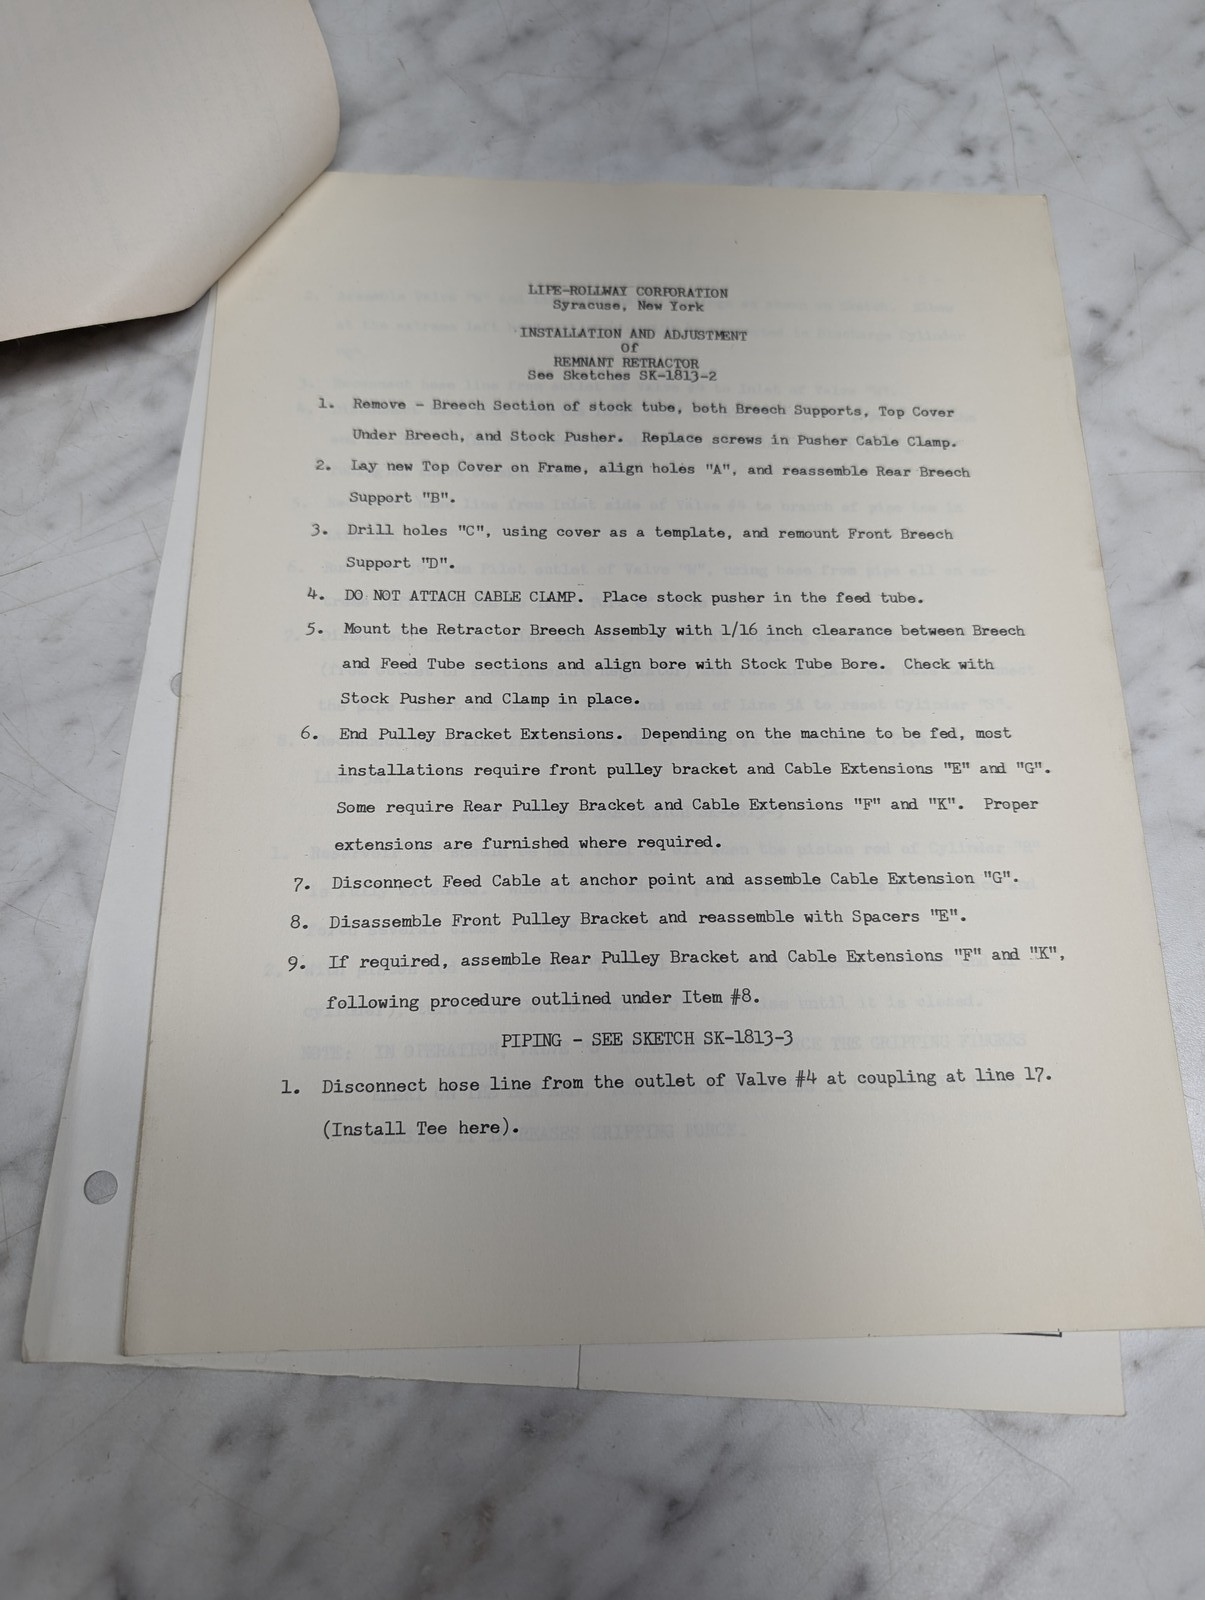 LIPE-ROLLWAY CORPORATION
Syracuse, New York
INSTALLATION AND ADJUSTMENT
Of
REMNANT RETRACTOR
See Sketches SK-1813-2
1. Remove - Breech Section of stock tube, both Breech Supports, Top Cover
Under Breech, and Stock Pusher. Replace screws in Pusher Cable Clamp.
2. Lay new Top Cover on Frame, align holes "A", and reassemble Rear Breech
Support "B".
3. Drill holes "C", using cover as a template, and remount Front Breech
Support "D".
4. DO NOT ATTACH CABLE CLAMP. Place stock pusher in the feed tube.
5. Mount the Retractor Breech Assembly with 1/16 inch clearance between Breech
and Feed Tube sections and align bore with Stock Tube Bore. Check with
Stock Pusher and Clamp in place.
6. End Pulley Bracket Extensions. Depending on the machine to be fed, most
installations require front pulley bracket and Cable Extensions "E" and "G".
Some require Rear Pulley Bracket and Cable Extensions "F" and "K". Proper
extensions are furnished where required.
7. Disconnect Feed Cable at anchor point and assemble Cable Extension "G".
8. Disassemble Front Pulley Bracket and reassemble with Spacers "E".
9. If required, assemble Rear Pulley Bracket and Cable Extensions "F" and "K",
following procedure outlined under Item #8.
PIPING - SEE SKETCH SK-1813-3
1. Disconnect hose line from the outlet of Valve #4 at coupling at line 17.
(Install Tee here).